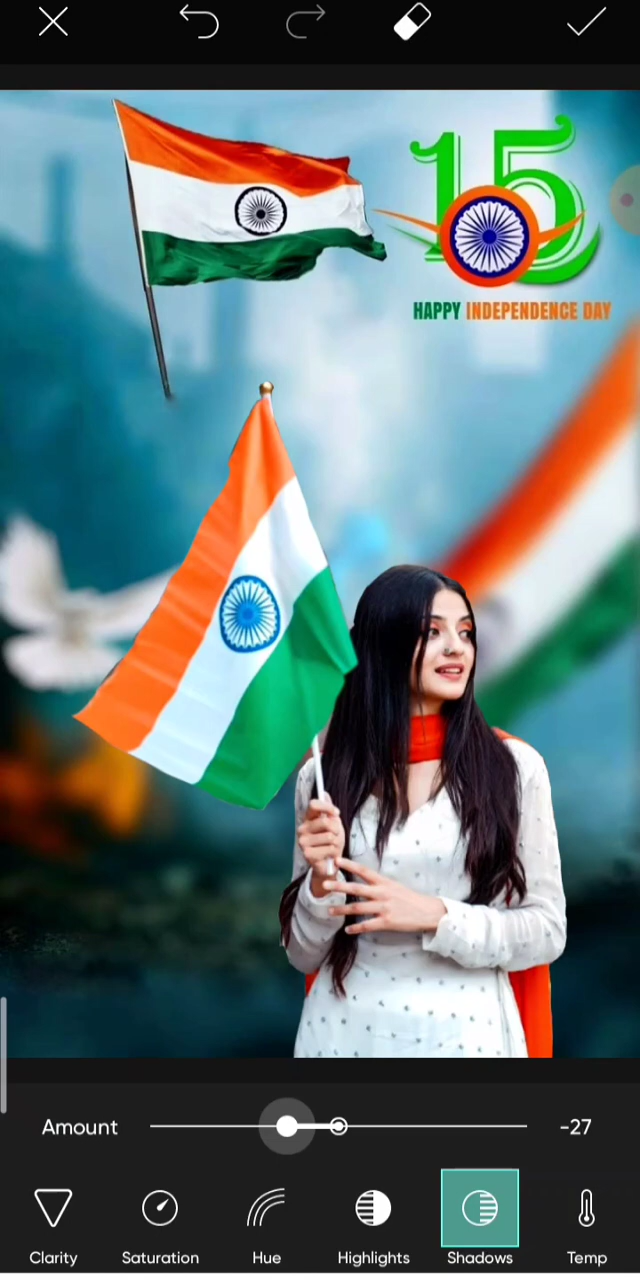 15
HAPPY INDEPENDENCE DAY
Amount -27
Clarity Saturation Hue Highlights Shadows Temp